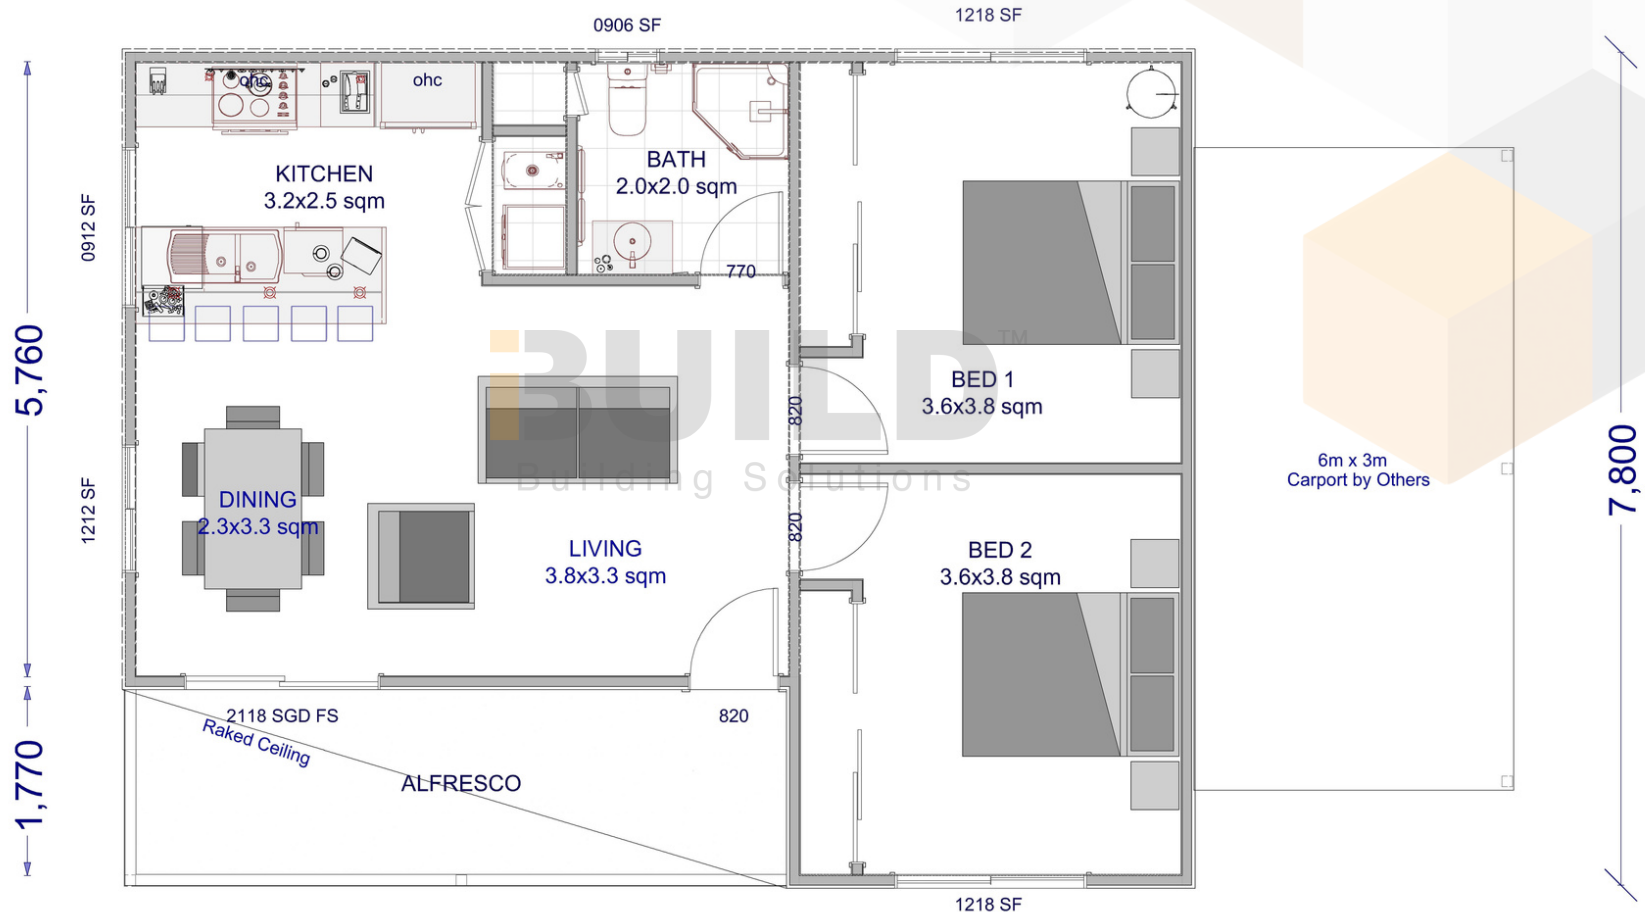 0906 SF
1218 SF
ohc
ohc
KITCHEN
3.2x2.5 sqm
BATH
2.0x2.0 sqm
0912 SF
770
5,760
iBUILD™
Building Solutions
BED 1
3.6x3.8 sqm
820
6m x 3m
Carport by Others
7,800
DINING
2.3x3.3 sqm
1212 SF
820
LIVING
3.8x3.3 sqm
BED 2
3.6x3.8 sqm
2118 SGD FS
820
Raked Ceiling
1,770
ALFRESCO
1218 SF